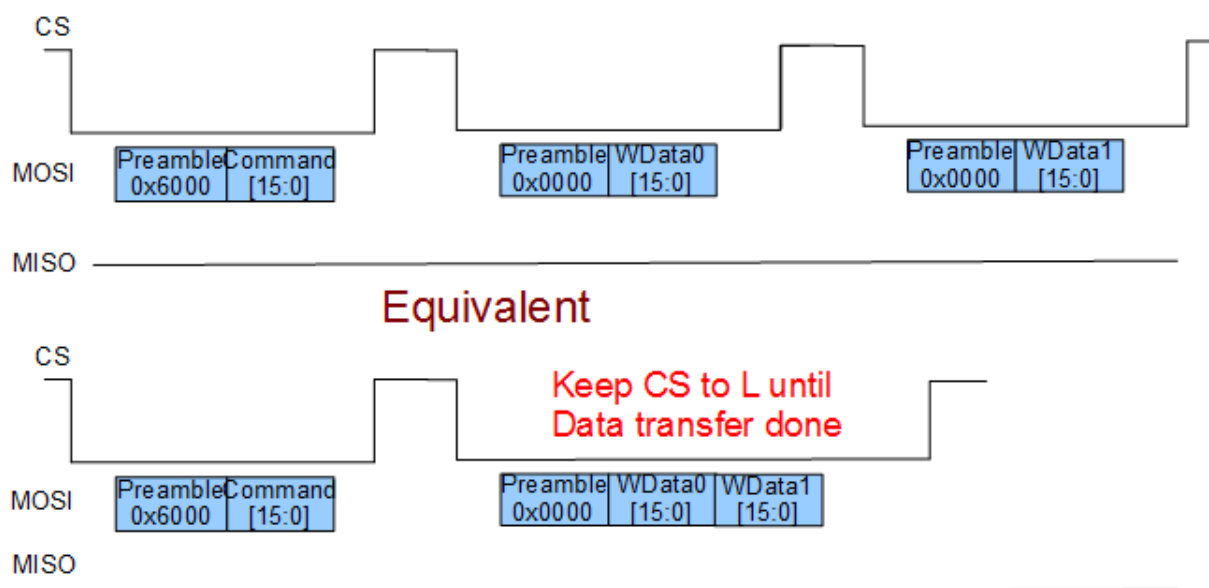 CS
MOSI
Preamble Command
0x6000 [15:0]
Preamble WData0
0x0000 [15:0]
Preamble WData1
0x0000 [15:0]
MISO
Equivalent
CS
Keep CS to L until
Data transfer done
MOSI
Preamble Command
0x6000 [15:0]
Preamble WData0 WData1
0x0000 [15:0] [15:0]
MISO